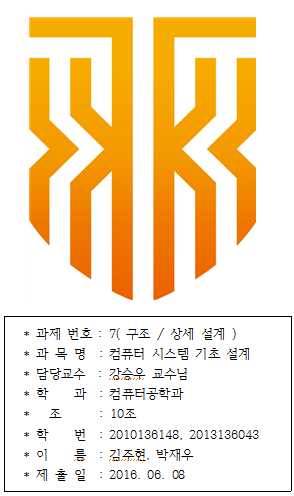 * 과제 번호 : 7( 구조 / 상세 설계 )
* 과 목 명 : 컴퓨터 시스템 기초 설계
* 담당교수 : 강승우 교수님
* 학 과 : 컴퓨터공학과
* 조 : 10조
* 학 번 : 2010136148, 2013136043
* 이 름 : 김주현, 박재우
* 제 출 일 : 2016. 06. 08